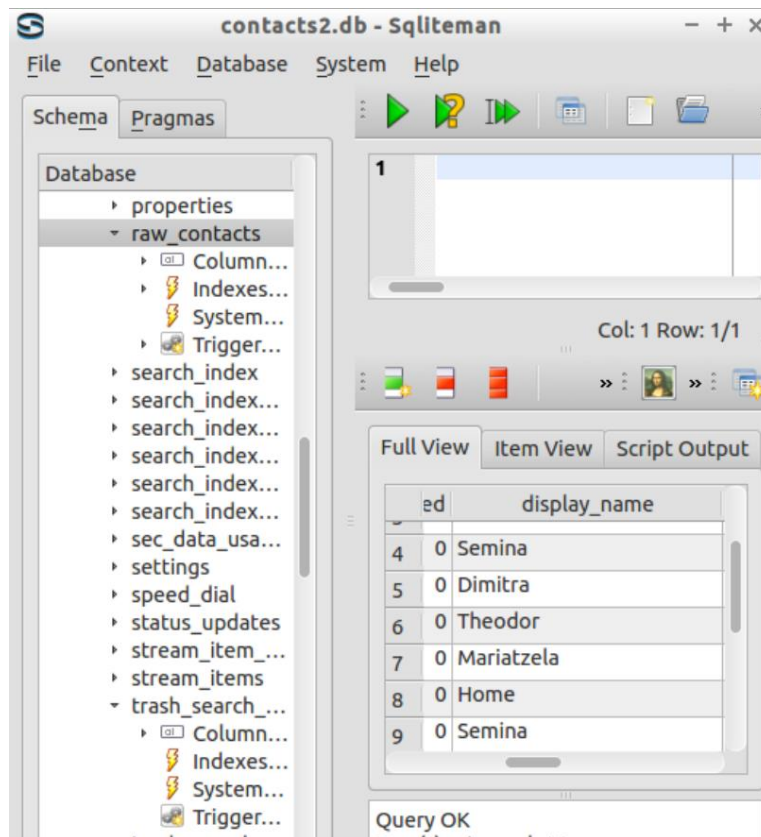 contacts2.db - Sqliteman
File Context Database System Help
Schema Pragmas
Database
properties
raw_contacts
Column...
Indexes...
System...
Trigger...
search_index
search_index...
search_index...
search_index...
search_index...
search_index...
sec_data_usa...
settings
speed_dial
status_updates
stream_item_...
stream_items
trash_search_...
Column...
Indexes...
System...
Trigger...
1
Col: 1 Row: 1/1
Full View Item View Script Output
ed display_name
4 0 Semina
5 0 Dimitra
6 0 Theodor
7 0 Mariatzela
8 0 Home
9 0 Semina
Query OK